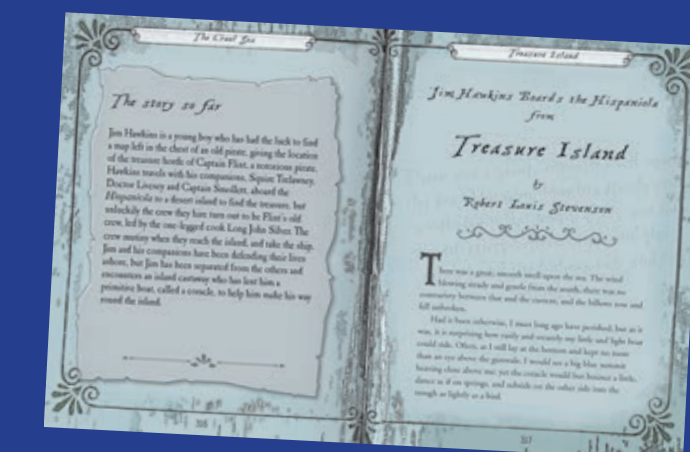 The Cruel Sea
The story so far
Jim Hawkins is a young boy who has had the luck to find
a map left in the chest of an old pirate, giving the location
of the treasure horde of Captain Flint, a notorious pirate.
Hawkins travels with his companions, Squire Trelawney,
Doctor Livesey and Captain Smollett, aboard the
Hispaniola to a desert island to find the treasure, but
unluckily the crew they hire turn out to be Flint's old
crew, led by the one-legged cook Long John Silver. The
crew mutiny when they reach the island, and take the ship.
Jim and his companions have been defending their lives
ashore, but Jim has been separated from the others and
encounters an island castaway who has lent him a
primitive boat, called a coracle, to help him make his way
round the island.
316
Treasure Island
Jim Hawkins Boards the Hispaniola
from
Treasure Island
by
Robert Louis Stevenson
There was a great, smooth swell upon the sea. The wind
blowing steady and gentle from the south, there was no
contrariety between that and the current, and the billows rose and
fell unbroken.
Had it been otherwise, I must long ago have perished; but as it
was, it is surprising how easily and securely my little and light boat
could ride. Often, as I still lay at the bottom and kept no more
than an eye above the gunwale, I would see a big blue summit
heaving close above me; yet the coracle would but bounce a little,
dance as if on springs, and subside on the other side into the
trough as lightly as a bird.
317